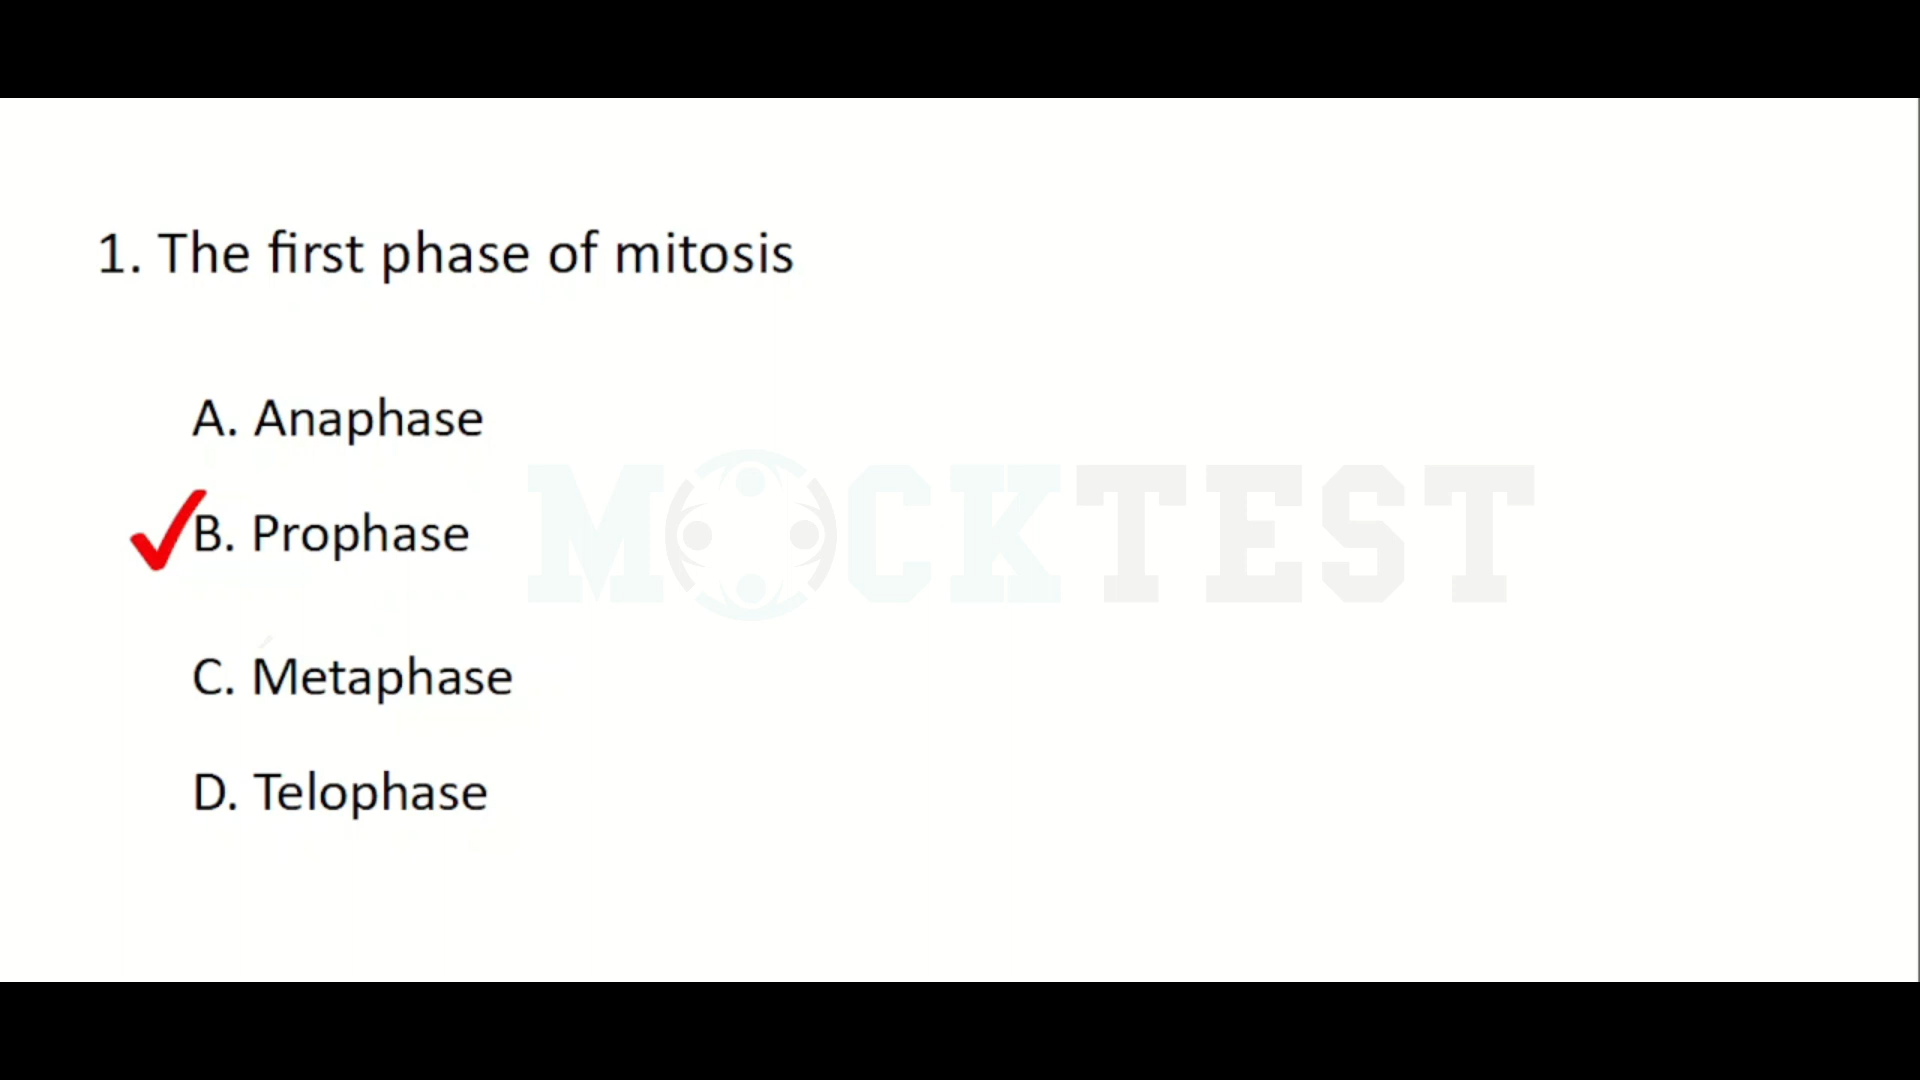 1. The first phase of mitosis
A. Anaphase
B. Prophase
MOCKTEST
C. Metaphase
D. Telophase